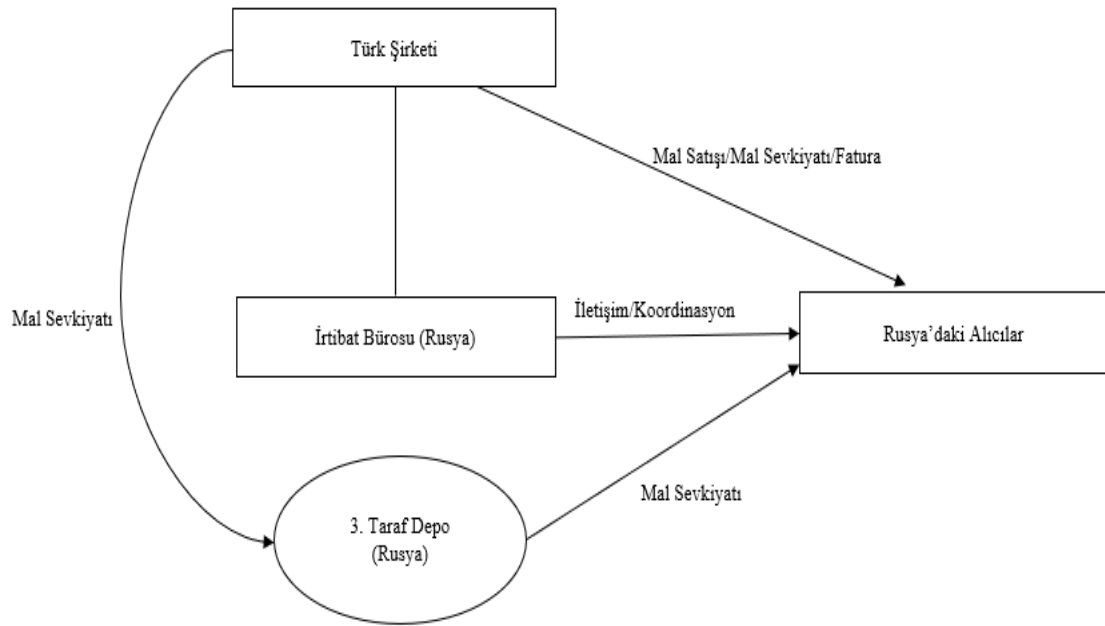 Türk Şirketi
Mal Satışı/Mal Sevkiyatı/Fatura
Mal Sevkiyatı
İrtibat Bürosu (Rusya)
İletişim/Koordinasyon
Rusya’daki Alıcılar
3. Taraf Depo
(Rusya)
Mal Sevkiyatı